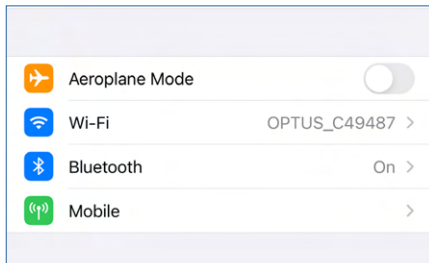 Aeroplane Mode
Wi-Fi OPTUS_C49487
Bluetooth On
Mobile